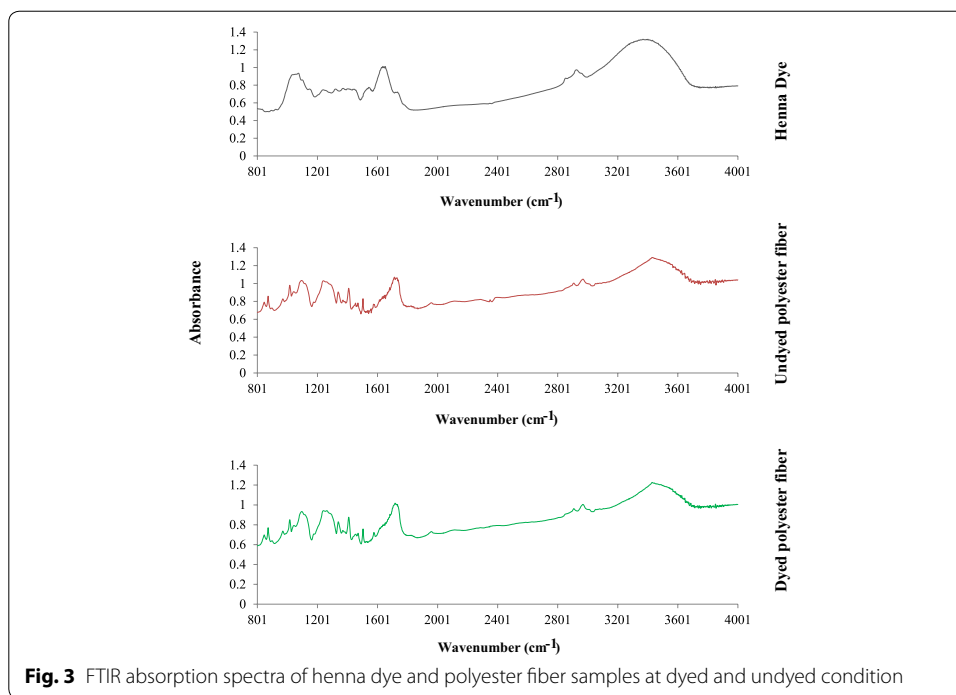 1.4
1.2
1
0.8
0.6
0.4
0.2
0
801 1201 1601 2001 2401 2801 3201 3601 4001
Wavenumber (cm-1)
Henna Dye
1.4
1.2
1
0.8
0.6
0.4
0.2
0
801 1201 1601 2001 2401 2801 3201 3601 4001
Wavenumber (cm-1)
Absorbance
Undyed polyester fiber
1.4
1.2
1
0.8
0.6
0.4
0.2
0
801 1201 1601 2001 2401 2801 3201 3601 4001
Wavenumber (cm-1)
Dyed polyester fiber
Fig. 3 FTIR absorption spectra of henna dye and polyester fiber samples at dyed and undyed condition